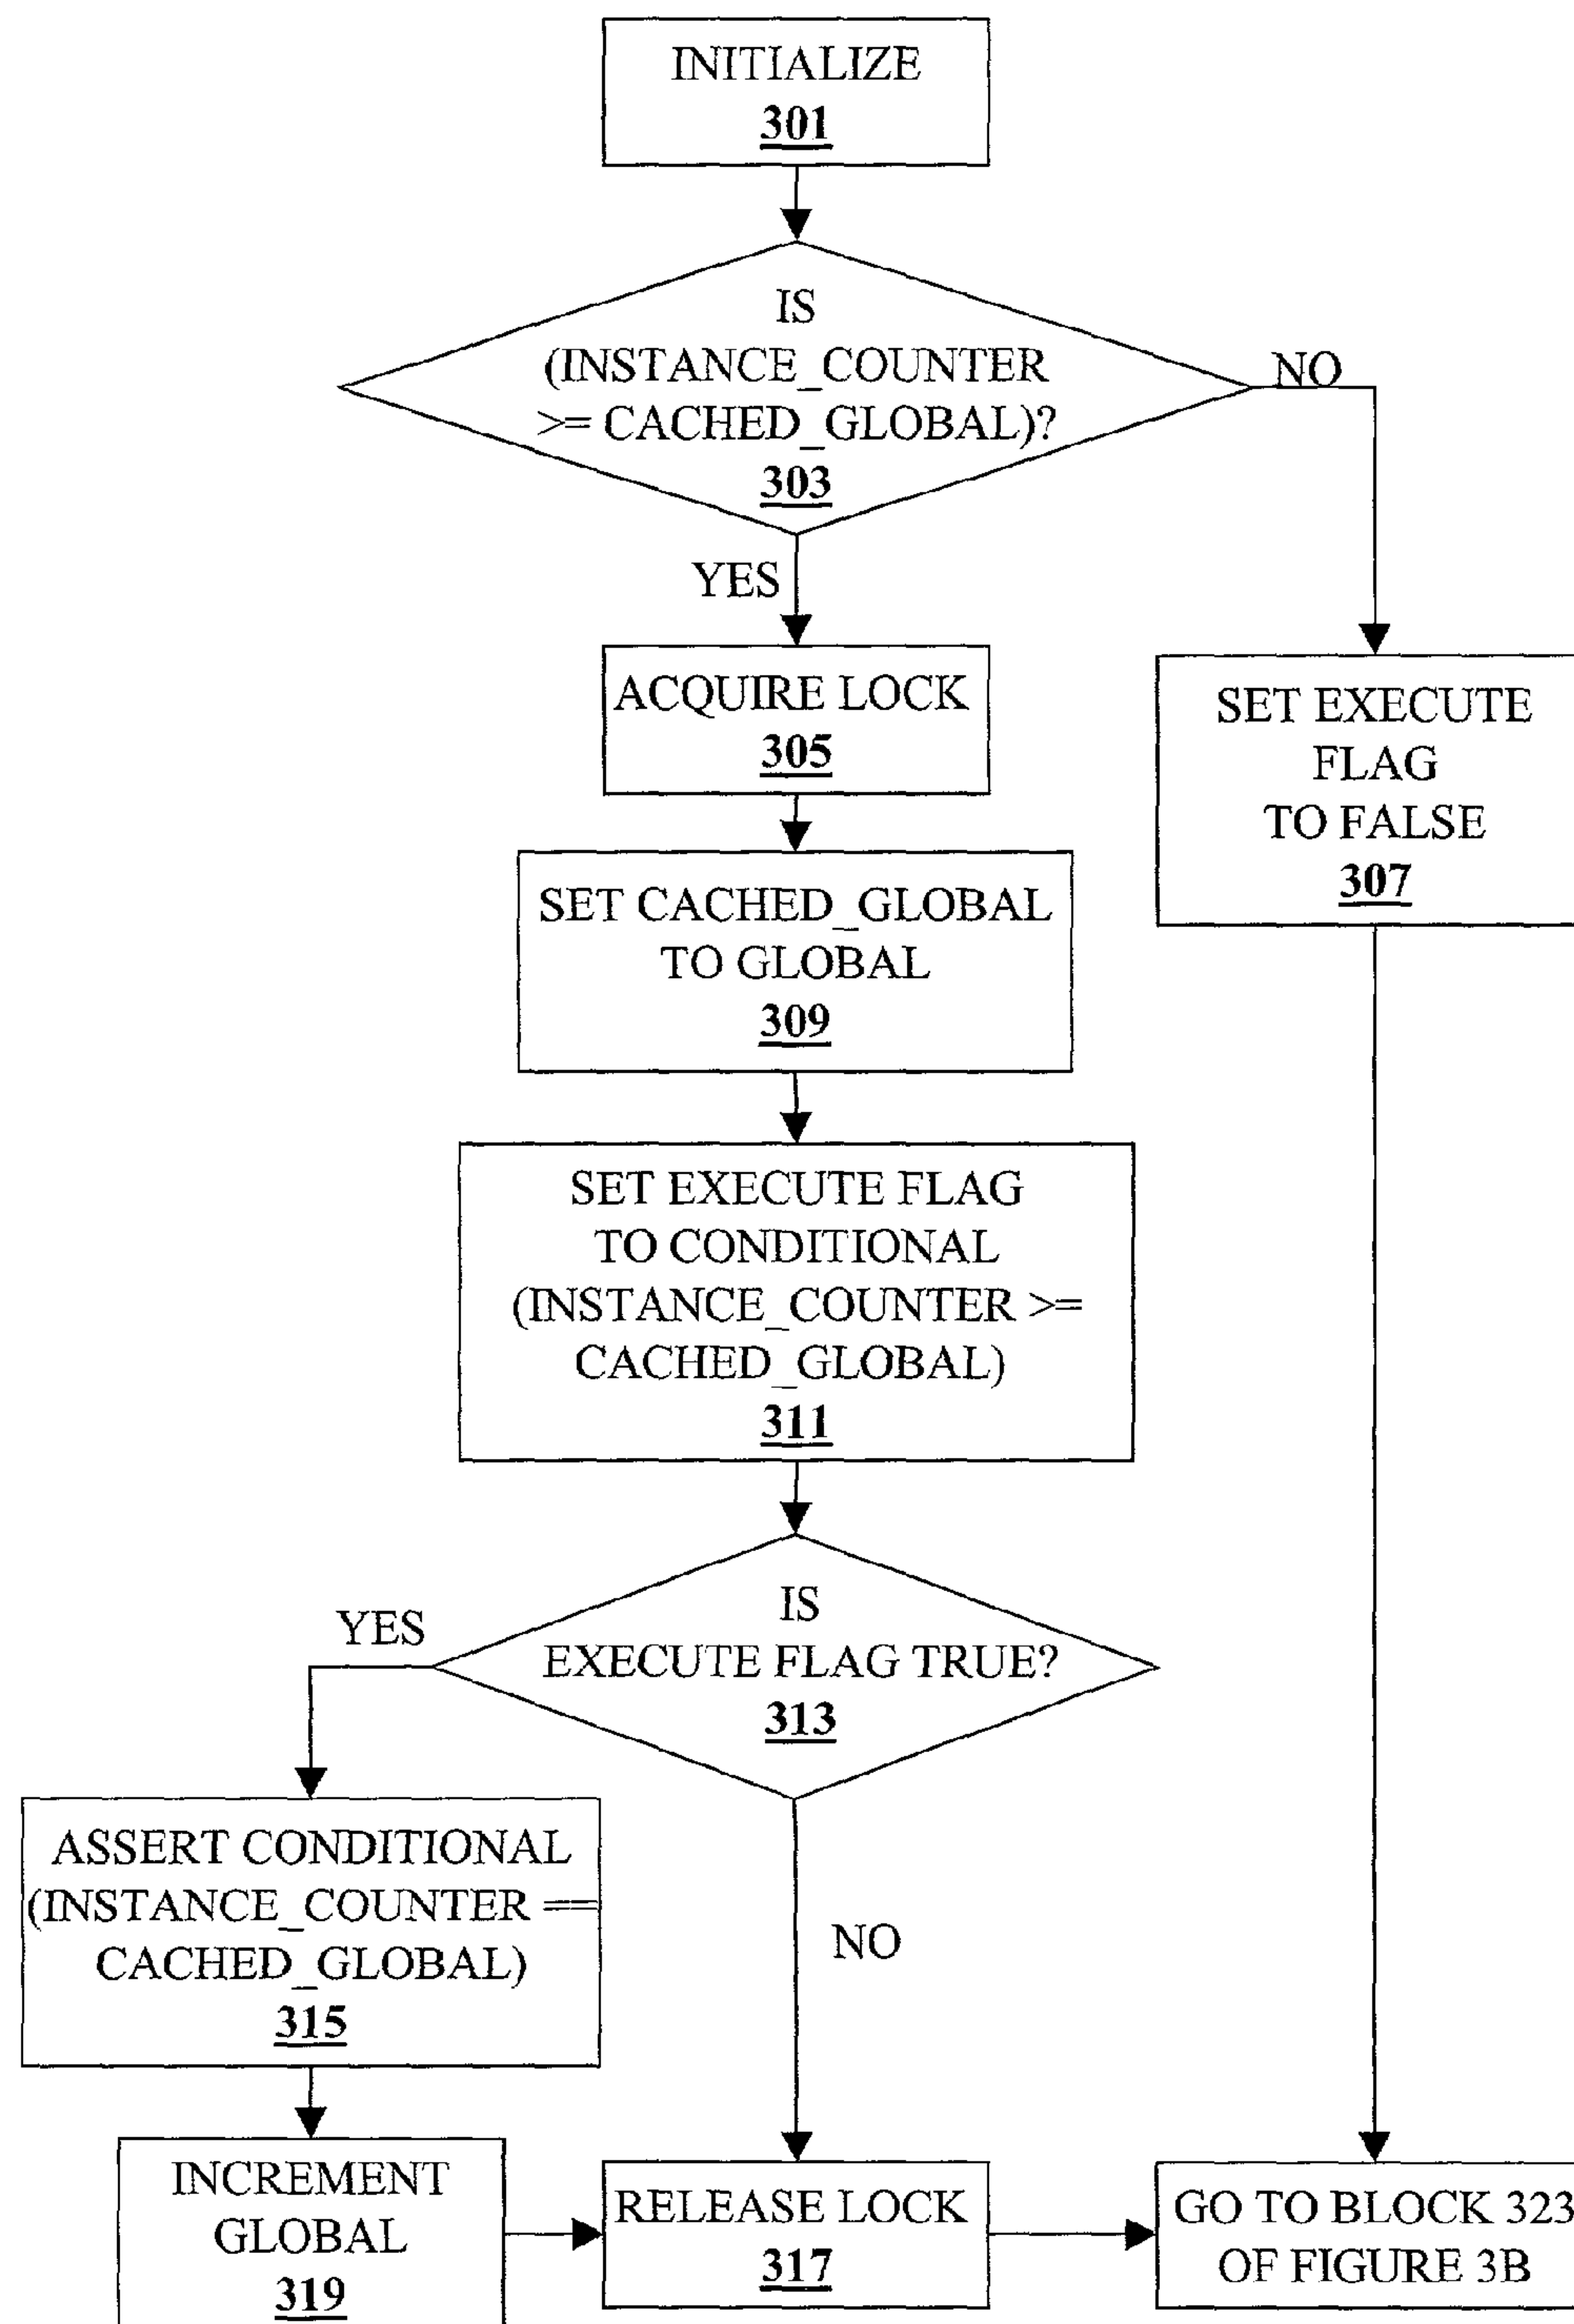 INITIALIZE
301
IS
(INSTANCE_COUNTER
>= CACHED_GLOBAL)?
303
NO
YES
ACQUIRE LOCK
305
SET EXECUTE
FLAG
TO FALSE
307
SET CACHED_GLOBAL
TO GLOBAL
309
SET EXECUTE FLAG
TO CONDITIONAL
(INSTANCE_COUNTER >=
CACHED_GLOBAL)
311
IS
EXECUTE FLAG TRUE?
313
YES
NO
ASSERT CONDITIONAL
(INSTANCE_COUNTER ==
CACHED_GLOBAL)
315
INCREMENT
GLOBAL
319
RELEASE LOCK
317
GO TO BLOCK 323
OF FIGURE 3B